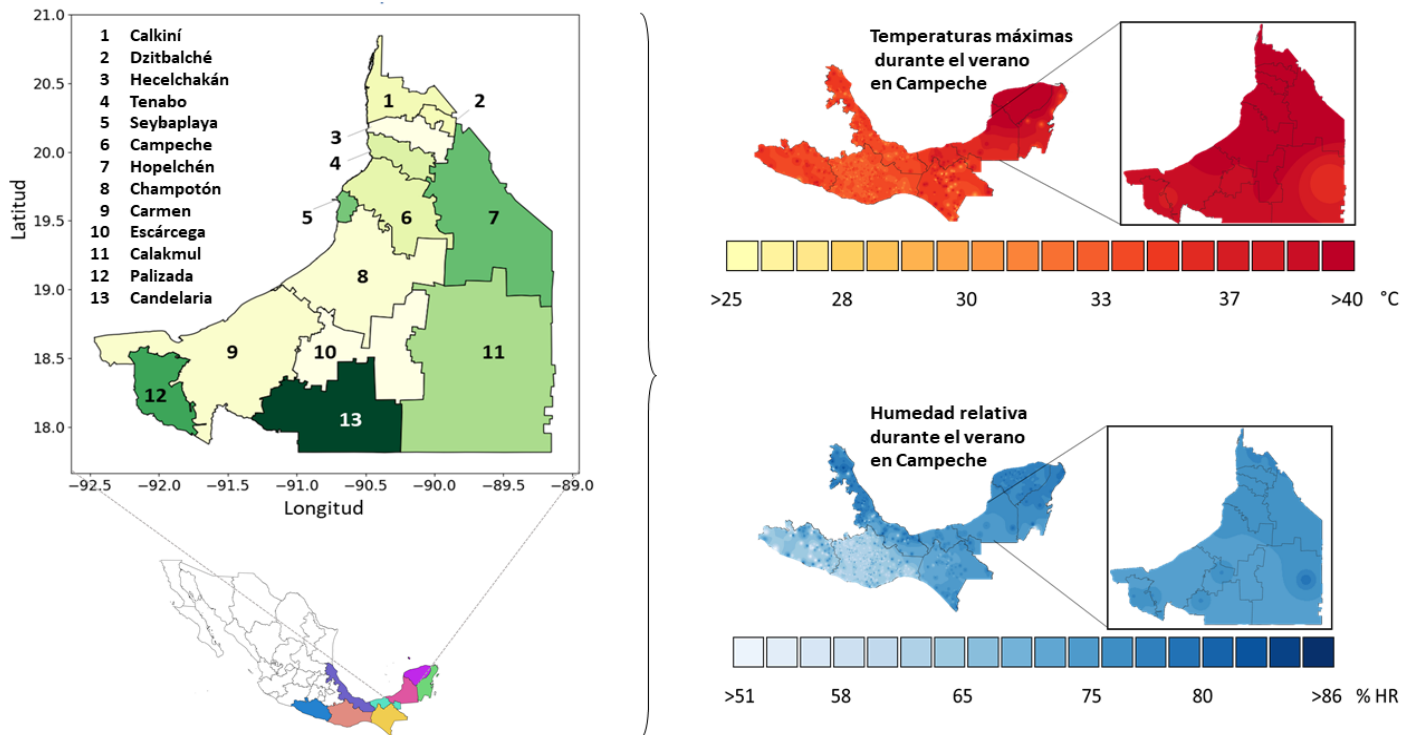 21.0
20.5
20.0
19.5
19.0
18.5
18.0
Latitud
1 Calkiní
2 Dzitbalché
3 Hecelchakán
4 Tenabo
5 Seybaplaya
6 Campeche
7 Hopelchén
8 Champotón
9 Carmen
10 Escárcega
11 Calakmul
12 Palizada
13 Candelaria
1
2
3
4
5
6
7
8
9
10
11
12
13
−92.5 −92.0 −91.5 −91.0 −90.5 −90.0 −89.5 −89.0
Longitud
Temperaturas máximas
durante el verano
en Campeche
>25 28 30 33 37 >40 °C
Humedad relativa
durante el verano
en Campeche
>51 58 65 75 80 >86 % HR